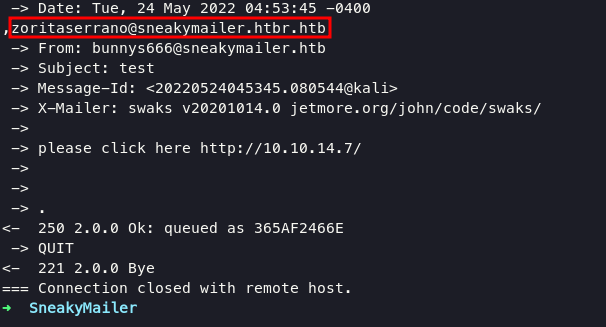 -> Date: Tue, 24 May 2022 04:53:45 -0400
,zoritaserrano@sneakymailer.htbr.htb
-> From: bunnys666@sneakymailer.htb
-> Subject: test
-> Message-Id: <20220524045345.080544@kali>
-> X-Mailer: swaks v20201014.0 jetmore.org/john/code/swaks/
->
-> please click here http://10.10.14.7/
->
->
-> .
<-  250 2.0.0 Ok: queued as 365AF2466E
-> QUIT
<-  221 2.0.0 Bye
=== Connection closed with remote host.
→ SneakyMailer